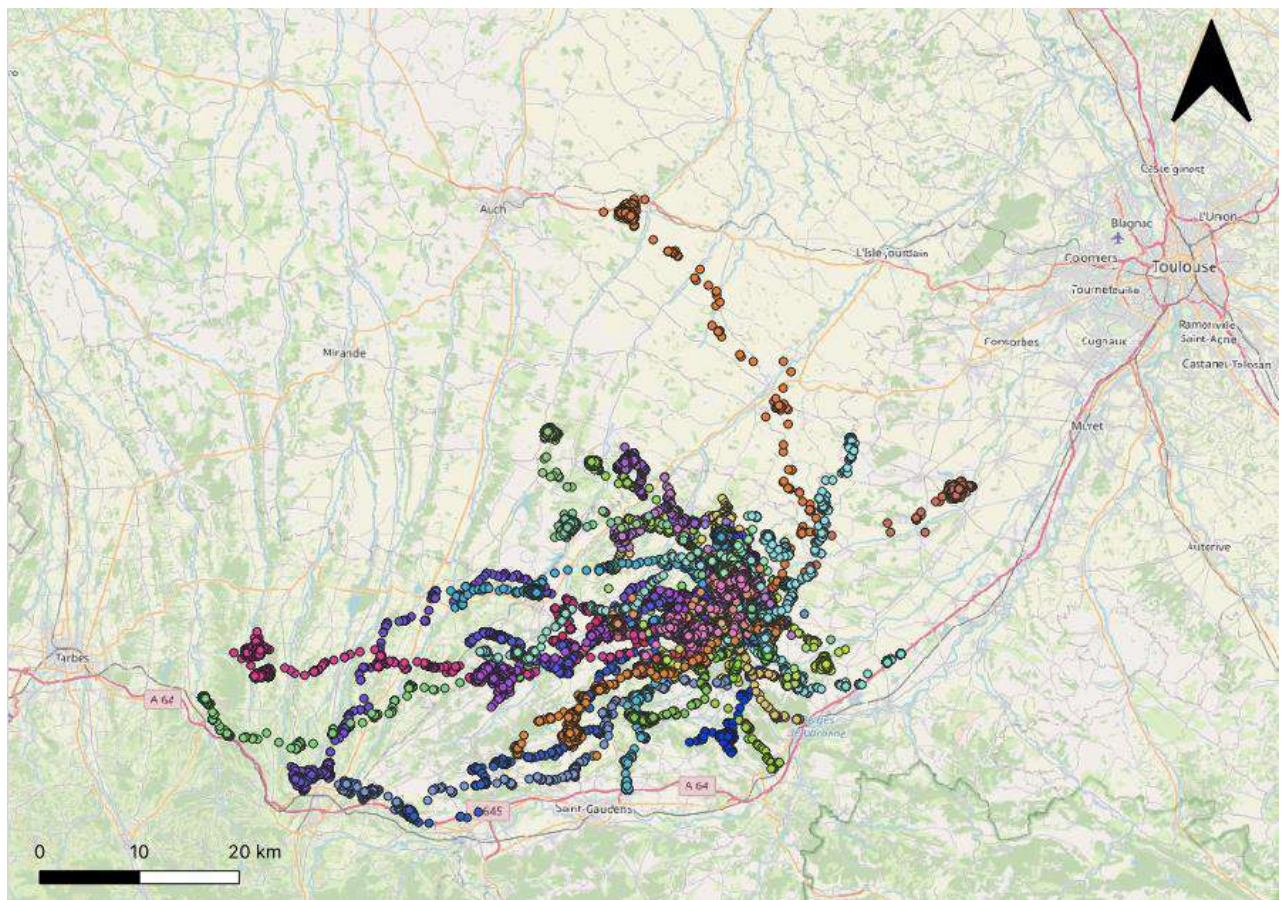 Auch
L'Isle-Jourdain
Castelginest
L'Union
Blagnac
Colomiers
Toulouse
Tournefeuille
Ramonville
Saint-Agne
Fonsorbes
Cugnaux
Castanet-Tolosan
Mirande
Muret
Auterive
Tarbes
A 64
A 64
A 645
Saint-Gaudens
0 10 20 km